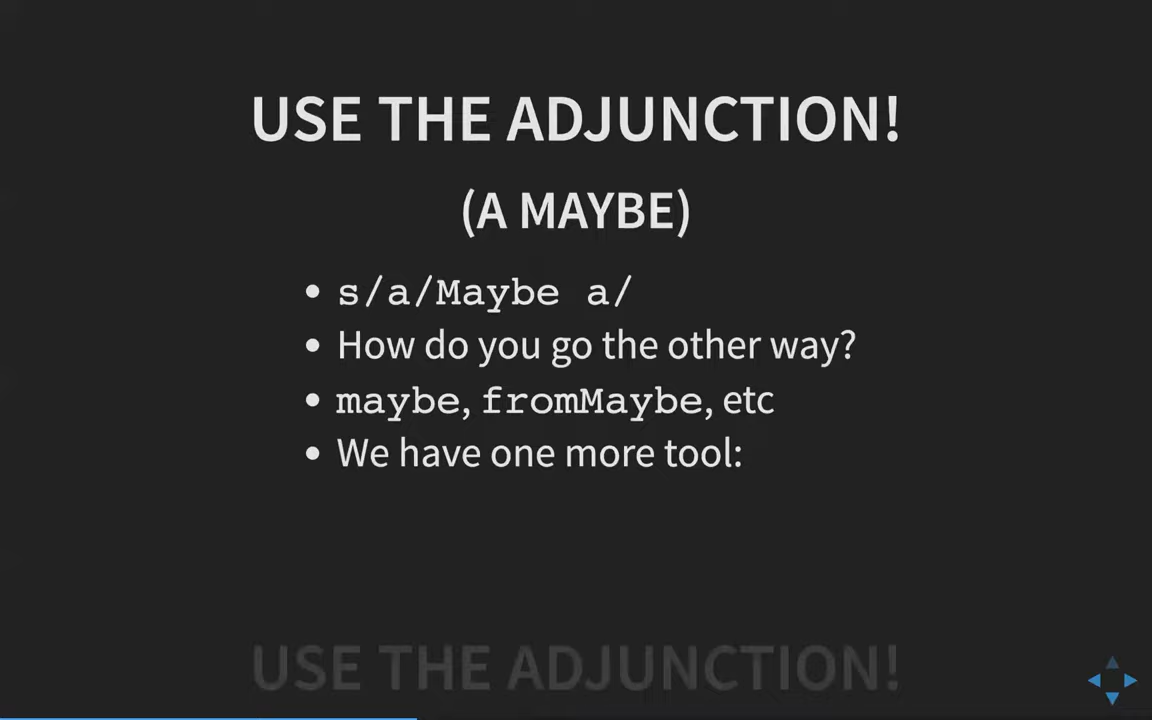 USE THE ADJUNCTION!
(A MAYBE)
• s/a/Maybe a/
• How do you go the other way?
• maybe, fromMaybe, etc
• We have one more tool:
USE THE ADJUNCTION!